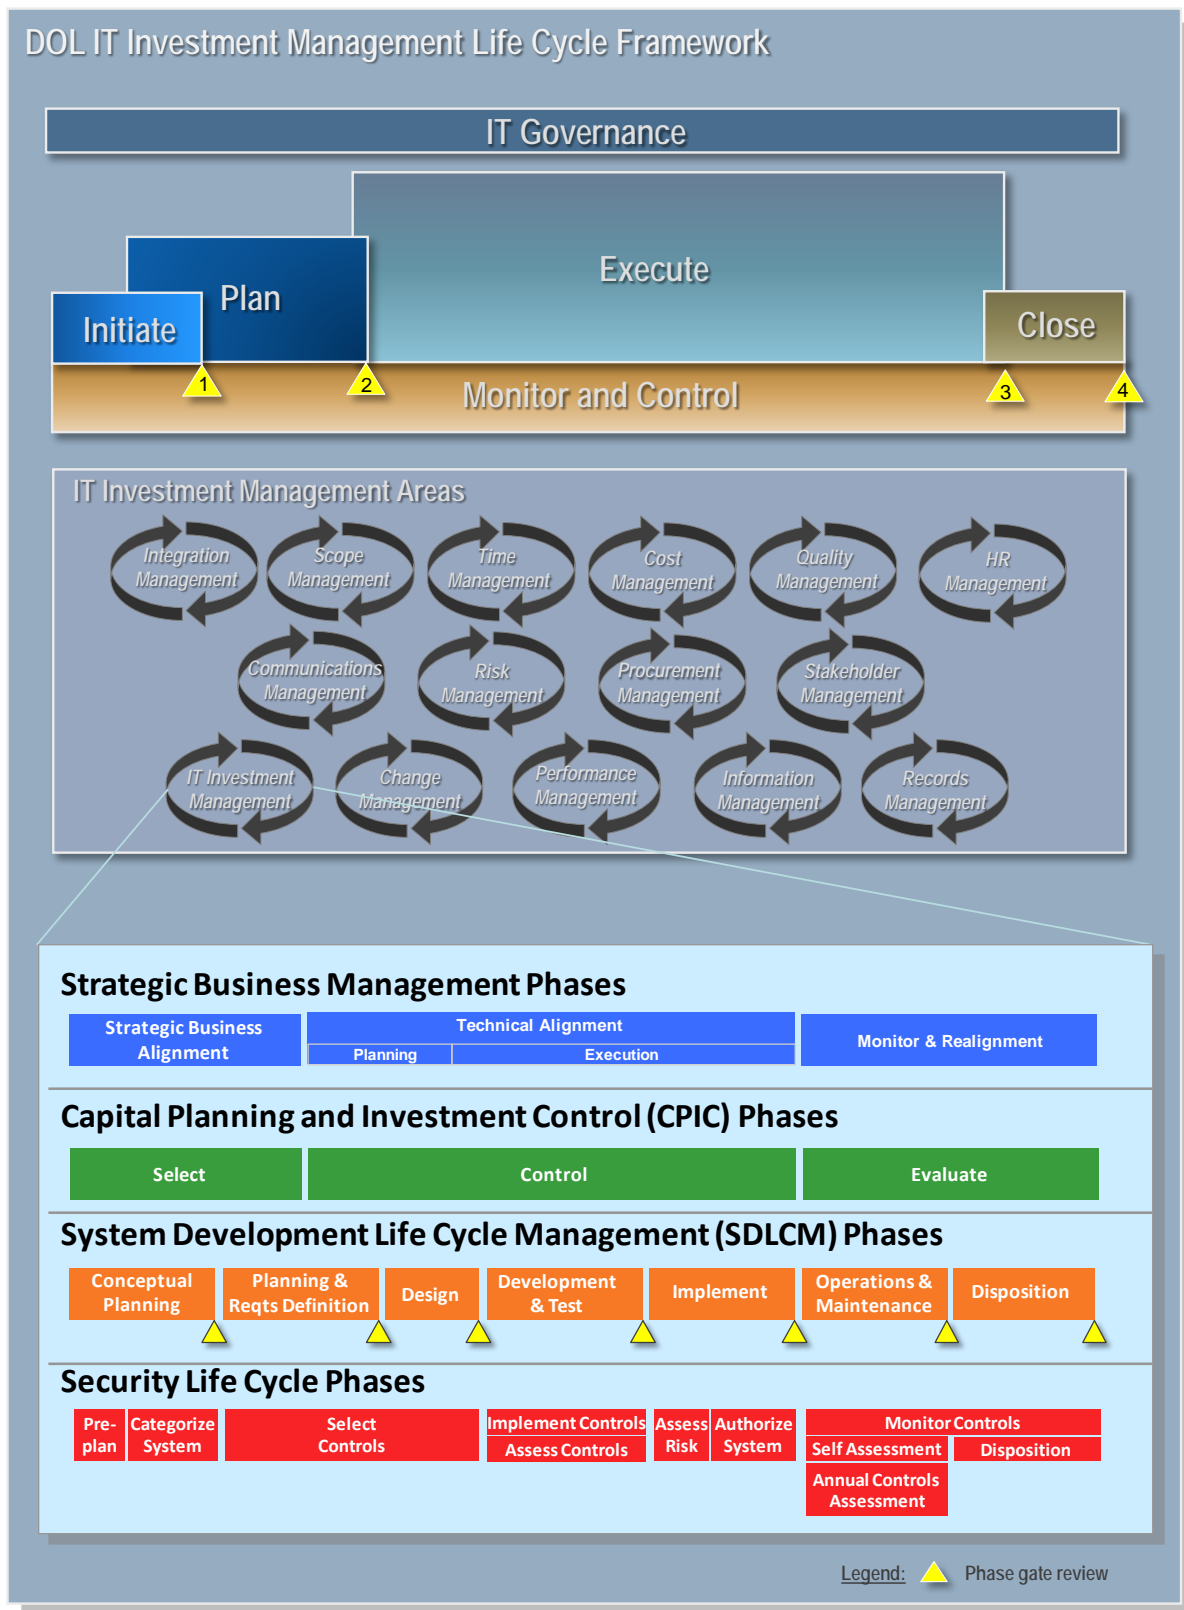 DOL IT Investment Management Life Cycle Framework
IT Governance
Execute
Plan
Initiate
Close
1
2
3
4
Monitor and Control
IT Investment Management Areas
Integration
Management
Scope
Management
Time
Management
Cost
Management
Quality
Management
HR
Management
Communications
Management
Risk
Management
Procurement
Management
Stakeholder
Management
IT Investment
Management
Change
Management
Performance
Management
Information
Management
Records
Management
Strategic Business Management Phases
Strategic Business
Alignment
Technical Alignment
Planning
Execution
Monitor & Realignment
Capital Planning and Investment Control (CPIC) Phases
Select
Control
Evaluate
System Development Life Cycle Management (SDLCM) Phases
Conceptual
Planning
Planning &
Reqts Definition
Design
Development
& Test
Implement
Operations &
Maintenance
Disposition
Security Life Cycle Phases
Pre-
plan
Categorize
System
Select
Controls
Implement Controls
Assess Controls
Assess
Risk
Authorize
System
Monitor Controls
Self Assessment
Disposition
Annual Controls
Assessment
Legend:
Phase gate review